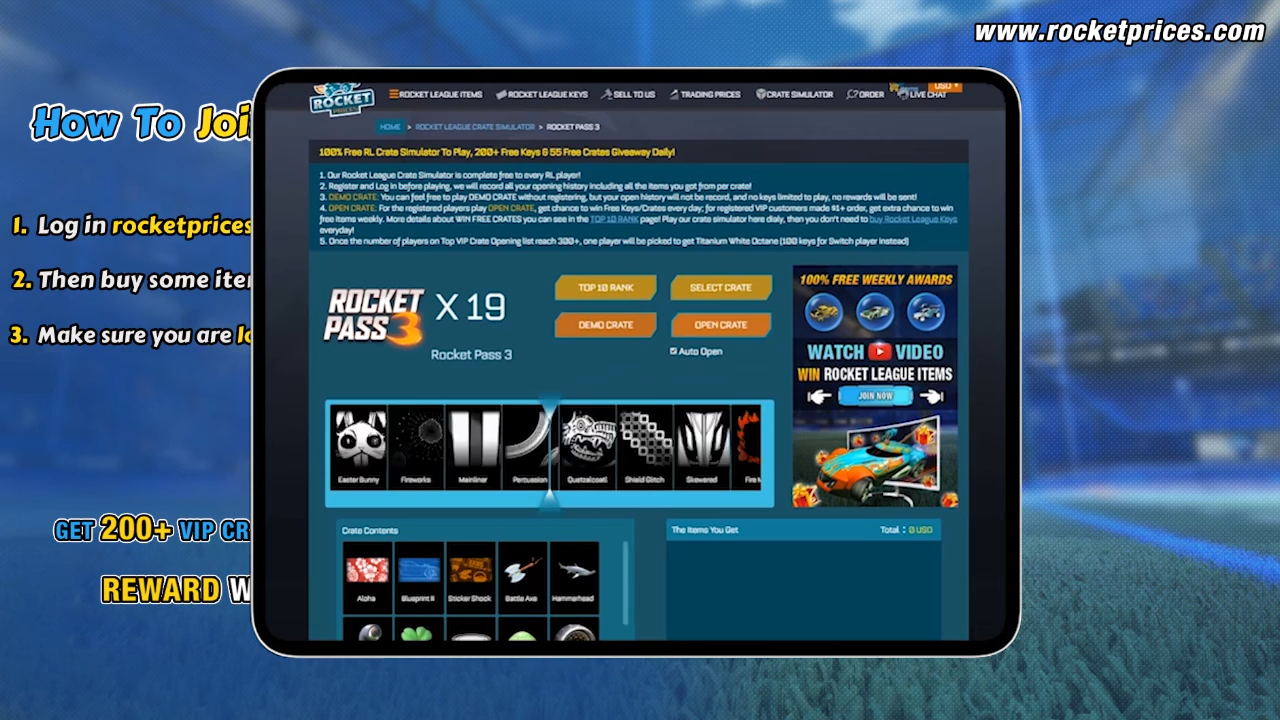 www.rocketprices.com
How To Joi
1. Log in rocketprices
2. Then buy some iter
3. Make sure you are lo
GET 200+ VIP CR
REWARD W
ROCKET
PRICES
ROCKET LEAGUE ITEMS
ROCKET LEAGUE KEYS
SELL TO US
TRADING PRICES
CRATE SIMULATOR
ORDER
LIVE CHAT
USD
HOME > ROCKET LEAGUE CRATE SIMULATOR > ROCKET PASS 3
100% Free RL Crate Simulator To Play, 200+ Free Keys & 55 Free Crates Giveaway Daily!
1. Our Rocket League Crate Simulator is complete free to every RL player!
2. Register and Log in before playing, we will record all your opening history including all the items you got from per crate!
3. DEMO CRATE: You can feel free to play DEMO CRATE without registering, but your open history will not be record, and no keys limited to play, no rewards will be sent!
4. OPEN CRATE: For the registered players play OPEN CRATE, get chance to win Free Keys/Crates every day; for registered VIP customers made $1+ order, get extra chance to win
free items weekly. More details about WIN FREE CRATES you can see in the TOP 10 RANK page! Play our crate simulator here dialy, then you don't need to buy Rocket League Keys
everyday!
5. Once the number of players on Top VIP Crate Opening list reach 300+, one player will be picked to get Titanium White Octane (100 keys for Switch player instead)
ROCKET
PASS 3
X 19
Rocket Pass 3
TOP 10 RANK
SELECT CRATE
DEMO CRATE
OPEN CRATE
Auto Open
100% FREE WEEKLY AWARDS
WATCH VIDEO
WIN ROCKET LEAGUE ITEMS
JOIN NOW
Easter Bunny
Fireworks
Mainliner
Percussion
Quetzalcoatl
Shield Glitch
Skewered
Fire M
Crate Contents
The Items You Get
Total : 0 USD
Aloha
Blueprint II
Sticker Shock
Battle Axe
Hammerhead